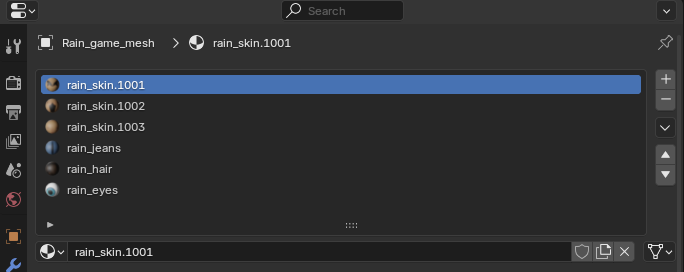 Search
Rain_game_mesh > rain_skin.1001
rain_skin.1001
rain_skin.1002
rain_skin.1003
rain_jeans
rain_hair
rain_eyes
rain_skin.1001